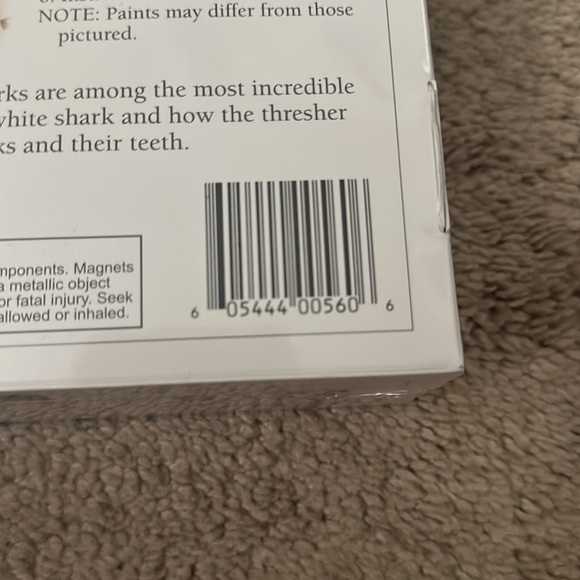 NOTE: Paints may differ from those
pictured.
rks are among the most incredible
white shark and how the thresher
ks and their teeth.
mponents. Magnets
a metallic object
or fatal injury. Seek
allowed or inhaled.
6 05444 00560 6